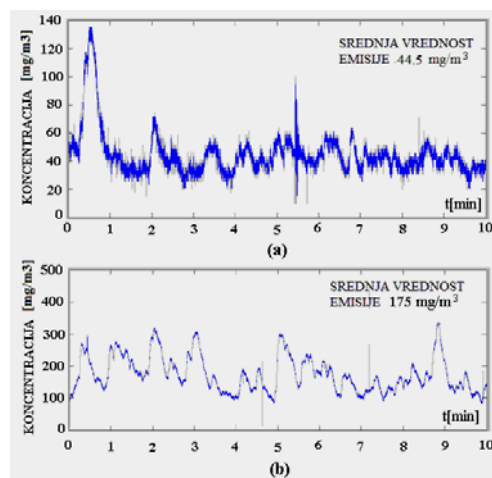 KONCENTRACIJA [mg/m3]
140
120
100
80
60
40
20
0
SREDNJA VREDNOST
EMISIJE 44.5 mg/m³
t[min]
0 1 2 3 4 5 6 7 8 9 10
(a)
KONCENTRACIJA [mg/m3]
500
400
300
200
100
0
SREDNJA VREDNOST
EMISIJE 175 mg/m³
t[min]
0 1 2 3 4 5 6 7 8 9 10
(b)